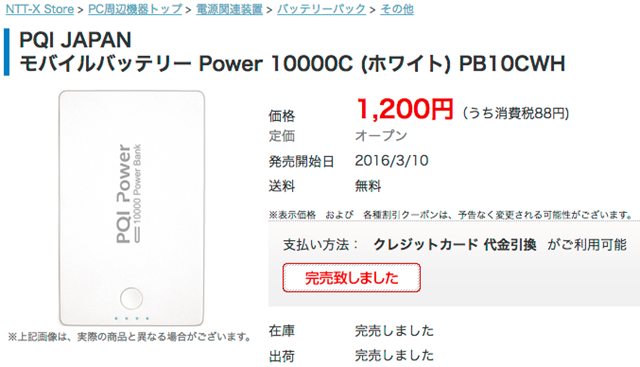 NTT-X Store > PC周辺機器トップ > 電源関連装置 > バッテリーパック > その他
PQI JAPAN
モバイルバッテリー Power 10000C (ホワイト) PB10CWH
PQI Power
10000 Power Bank
※上記画像は、実際の商品と異なる場合がございます。
価格 1,200円 (うち消費税88円)
定価 オープン
発売開始日 2016/3/10
送料 無料
※表示価格 および 各種割引クーポンは、予告なく変更される可能性がございます。
支払い方法： クレジットカード 代金引換 がご利用可能
完売致しました
在庫 完売しました
出荷 完売しました